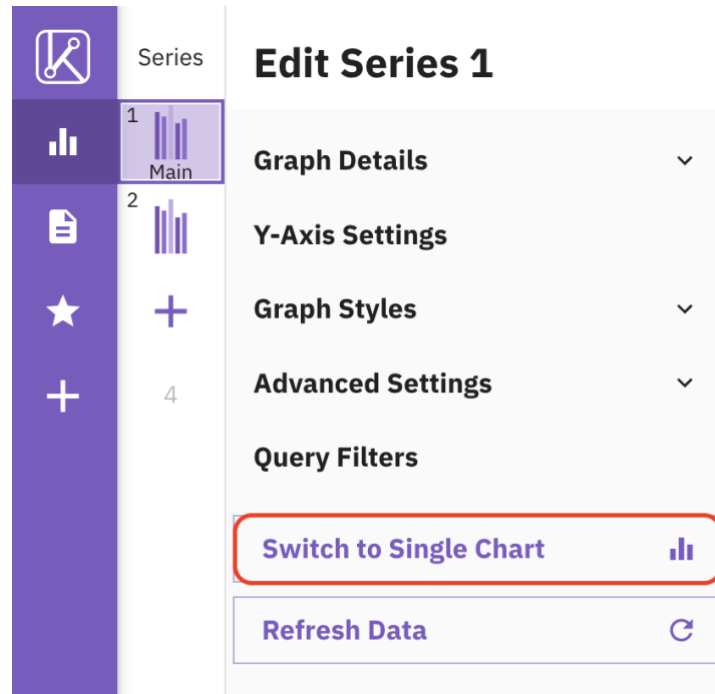 Series
Edit Series 1
1
Main
2
4
Graph Details
Y-Axis Settings
Graph Styles
Advanced Settings
Query Filters
Switch to Single Chart
Refresh Data